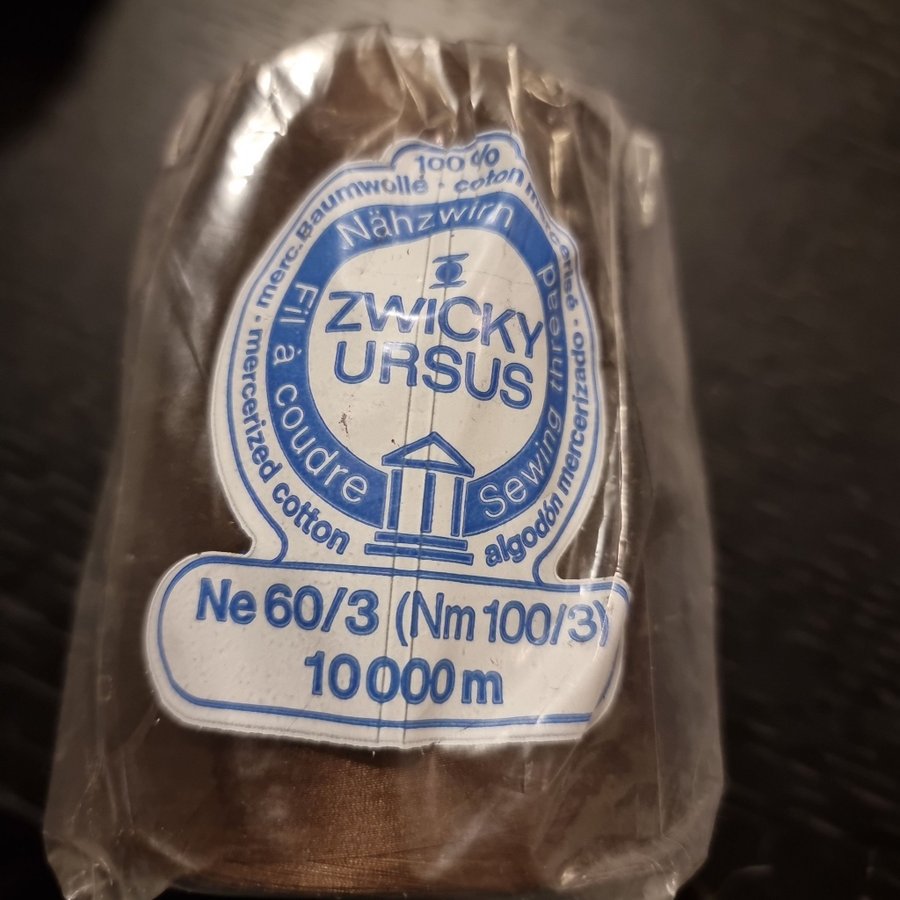 100%
mercerized cotton · merc. Baumwolle · coton mercerisé · algodón mercerizado
Nähzwirn
Fil à coudre
Sewing thread
ZWICKY
URSUS
Ne 60/3 (Nm 100/3)
10 000 m